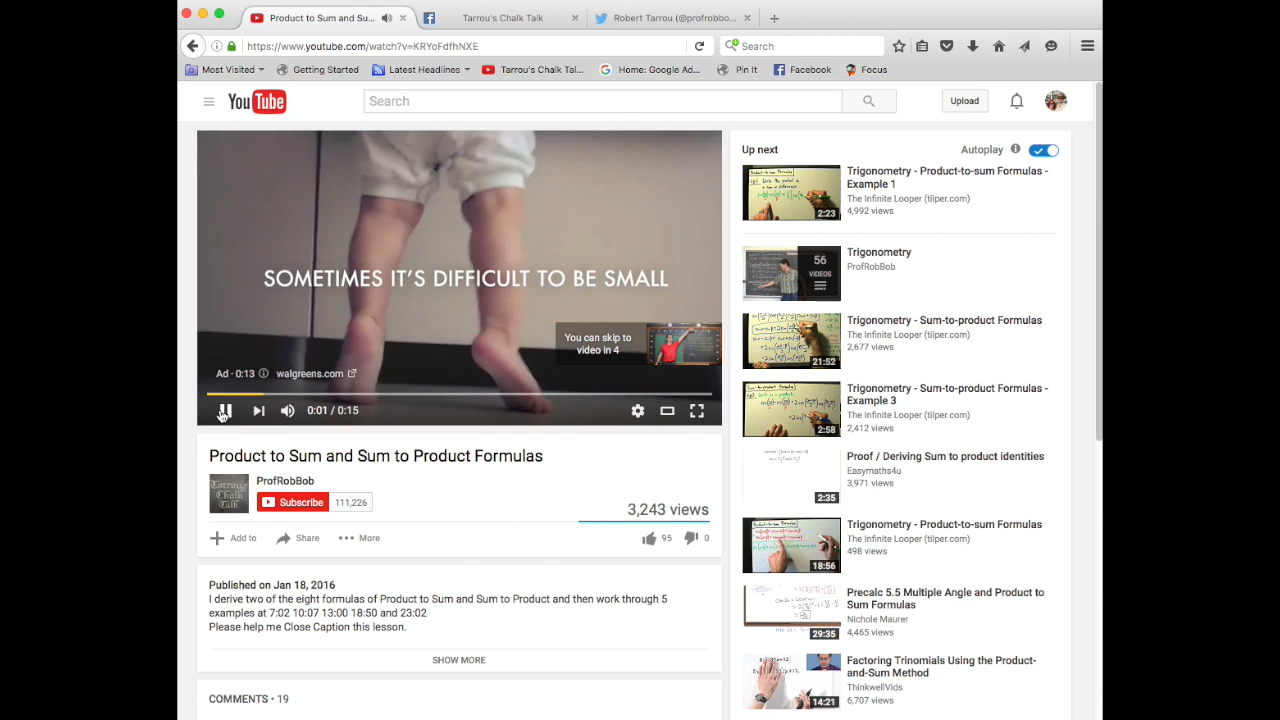 Product to Sum and Su...
Tarrou's Chalk Talk
Robert Tarrou (@profrobbo...
https://www.youtube.com/watch?v=KRYoFdfhNXE
Search
Most Visited
Getting Started
Latest Headlines
Tarrou's Chalk Tal...
Home: Google Ad...
Pin It
Facebook
Focus
YouTube
Search
Upload
SOMETIMES IT'S DIFFICULT TO BE SMALL
You can skip to
video in 4
Ad · 0:13
walgreens.com
0:01 / 0:15
Product to Sum and Sum to Product Formulas
Tarrou's
Chalk
Talk
ProfRobBob
Subscribe
111,226
3,243 views
Add to
Share
More
95
0
Published on Jan 18, 2016
I derive two of the eight formulas of Product to Sum and Sum to Product and then work through 5
examples at 7:02 10:07 13:00 18:50 and 23:02
Please help me Close Caption this lesson.
SHOW MORE
COMMENTS • 19
Up next
Autoplay
Trigonometry - Product-to-sum Formulas -
Example 1
The Infinite Looper (tilper.com)
4,992 views
2:23
Trigonometry
ProfRobBob
56
VIDEOS
Trigonometry - Sum-to-product Formulas
The Infinite Looper (tilper.com)
2,677 views
21:52
Trigonometry - Sum-to-product Formulas -
Example 3
The Infinite Looper (tilper.com)
2,412 views
2:58
Proof / Deriving Sum to product identities
Easymaths4u
3,971 views
2:35
Trigonometry - Product-to-sum Formulas
The Infinite Looper (tilper.com)
498 views
18:56
Precalc 5.5 Multiple Angle and Product to
Sum Formulas
Nichole Maurer
4,465 views
29:35
Factoring Trinomials Using the Product-
and-Sum Method
ThinkwellVids
6,707 views
14:21